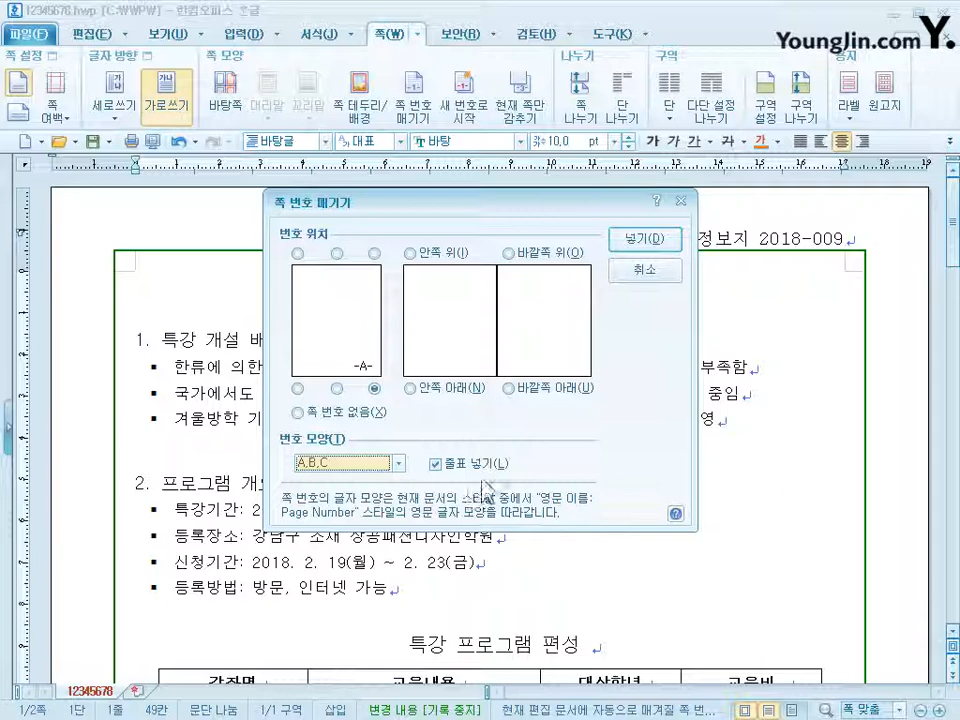 12345678.hwp [C:\WWPW] - 한컴오피스 한글
YoungJin.com Y.
파일(F) 편집(E) 보기(U) 입력(D) 서식(J) 쪽(W) 보안(R) 검토(H) 도구(K)
쪽 설정 글자 방향 쪽 모양 나누기 구역
쪽 여백 세로쓰기 가로쓰기 바탕쪽 머리말 꼬리말 쪽 테두리/배경 쪽 번호 매기기 새 번호로 시작 현재 쪽만 감추기 쪽 나누기 단 나누기 단 다단 설정 나누기 구역 설정 구역 나누기 라벨 원고지
바탕글 대표 바탕 10,0 pt 가 가 가 가 가
쪽 번호 매기기
번호 위치
넣기(D)
취소
안쪽 위(I) 바깥쪽 위(O)
-A-
안쪽 아래(N) 바깥쪽 아래(U)
쪽 번호 없음(X)
번호 모양(T)
A,B,C 줄표 넣기(L)
쪽 번호의 글자 모양은 현재 문서의 스타일 중에서 "영문 이름:
Page Number" 스타일의 영문 글자 모양을 따라갑니다.
정보지 2018-009
1. 특강 개설 배
▪ 한류에 의한 부족함
▪ 국가에서도 중임
▪ 겨울방학 기 영
2. 프로그램 개요
▪ 특강기간: 2
▪ 등록장소: 강남구 소재 상공패션디자인학원
▪ 신청기간: 2018. 2. 19(월) ~ 2. 23(금)
▪ 등록방법: 방문, 인터넷 가능
특강 프로그램 편성
강좌명 교육내용 대상학년 교육비
12345678
1/2쪽 1단 1줄 49칸 문단 나눔 1/1 구역 삽입 변경 내용 [기록 중지] 현재 편집 문서에 자동으로 매겨질 쪽 번... 쪽 맞춤